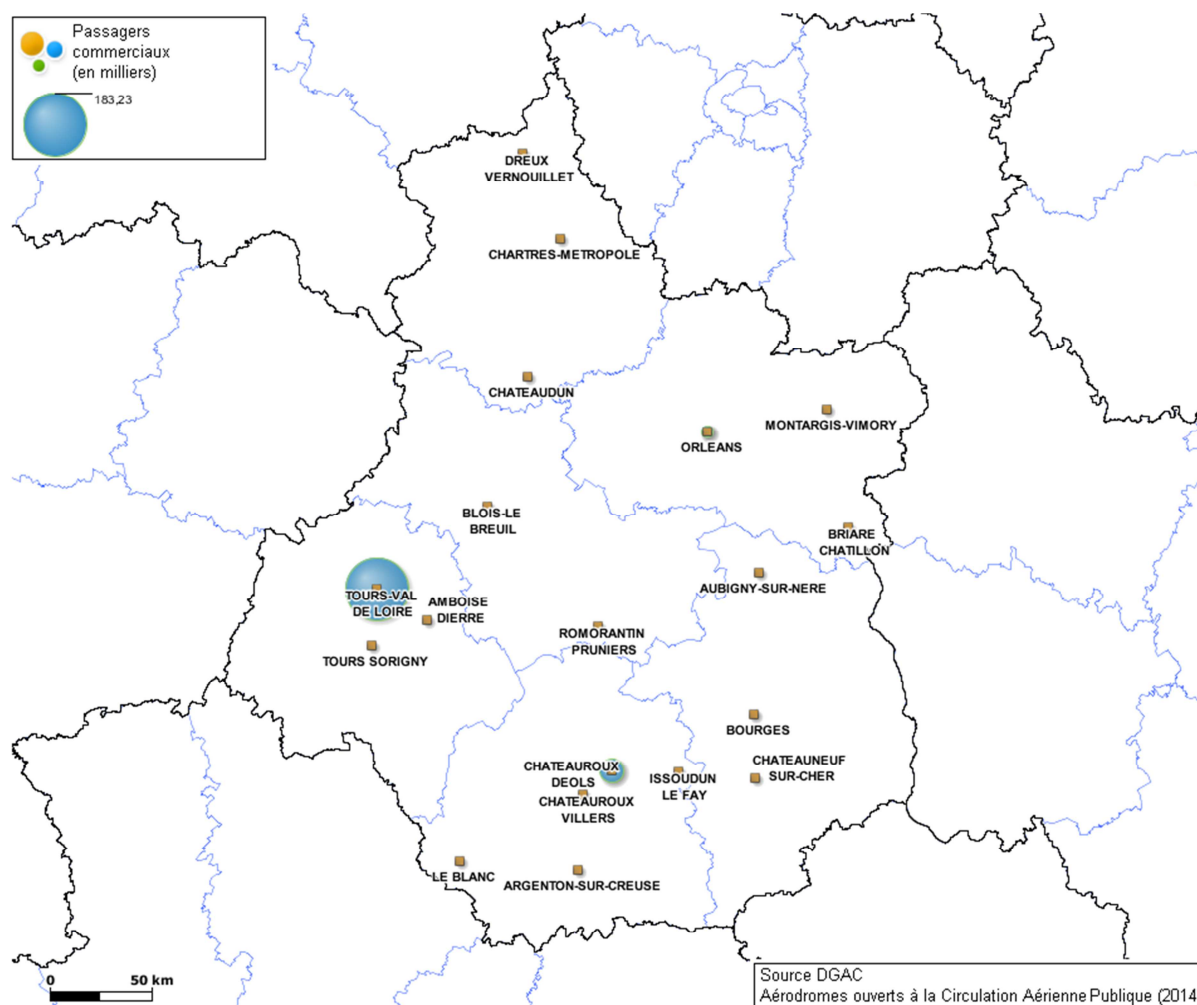 Passagers
commerciaux
(en milliers)
183,23
DREUX
VERNOUILLET
CHARTRES-METROPOLE
CHATEAUDUN
MONTARGIS-VIMORY
ORLEANS
BLOIS-LE
BREUIL
BRIARE
CHATILLON
AUBIGNY-SUR-NERE
TOURS-VAL
DE LOIRE
AMBOISE
DIERRE
ROMORANTIN
PRUNIERS
TOURS SORIGNY
BOURGES
CHATEAUROUX
DEOLS
ISSOUDUN
LE FAY
CHATEAUNEUF
SUR-CHER
CHATEAUROUX
VILLERS
LE BLANC
ARGENTON-SUR-CREUSE
0 50 km
Source DGAC
Aérodromes ouverts à la Circulation Aérienne Publique (2014